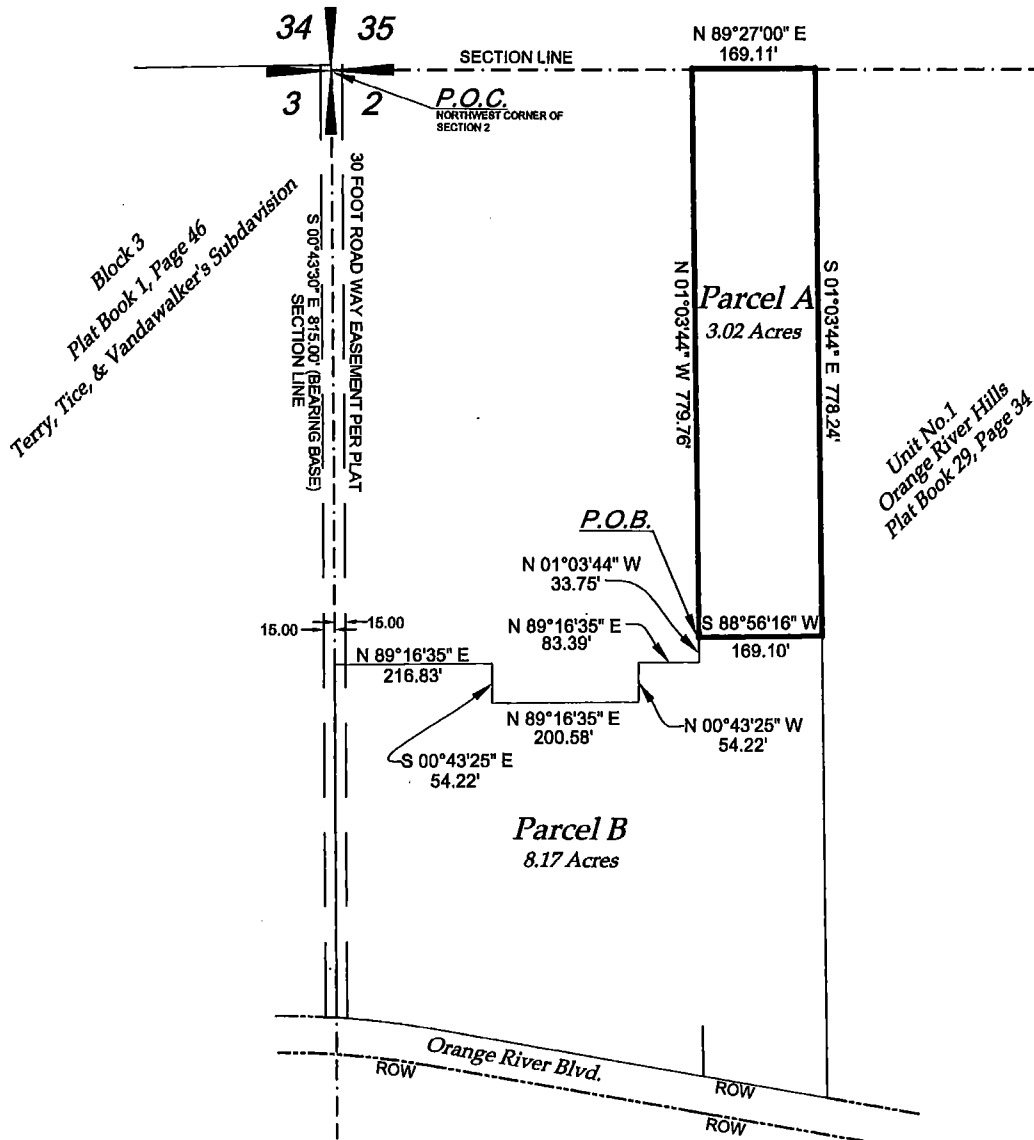 34 35
N 89°27'00" E
169.11'
SECTION LINE
3 2
P.O.C.
NORTHWEST CORNER OF
SECTION 2
30 FOOT ROAD WAY EASEMENT PER PLAT
S 00°43'30" E 815.00' (BEARING BASE)
SECTION LINE
Block 3
Plat Book 1, Page 46
Terry, Tice, & Vandawalker's Subdavision
N 01°03'44" W 779.76'
Parcel A
3.02 Acres
S 01°03'44" E 778.24'
Unit No.1
Orange River Hills
Plat Book 29, Page 34
P.O.B.
N 01°03'44" W
33.75'
15.00 15.00
N 89°16'35" E
83.39'
S 88°56'16" W
169.10'
N 89°16'35" E
216.83'
N 89°16'35" E
200.58'
N 00°43'25" W
54.22'
S 00°43'25" E
54.22'
Parcel B
8.17 Acres
Orange River Blvd.
ROW
ROW
ROW